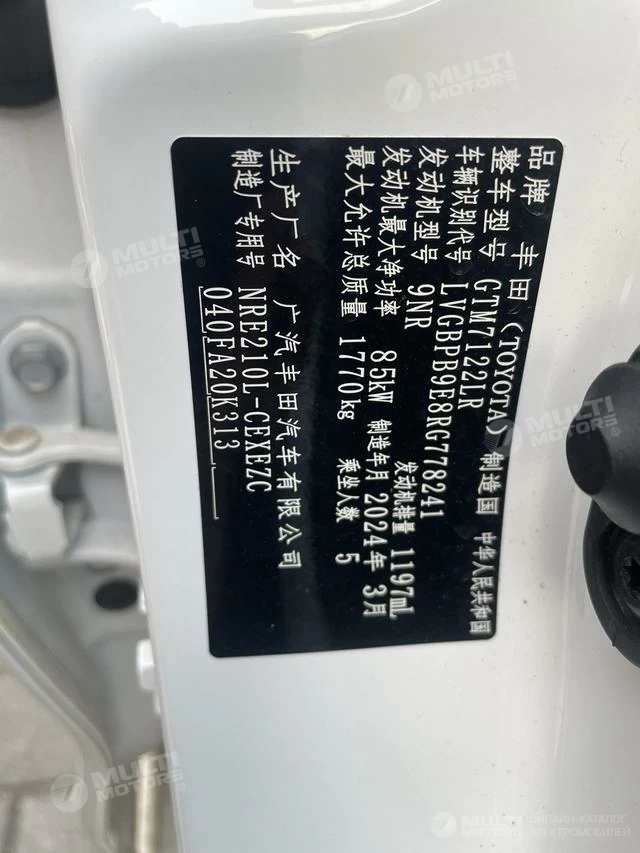 品牌 丰田(TOYOTA) 制造国 中华人民共和国
整车型号 GTM7122LR
车辆识别代号 LVGBPB9E8RG778241
发动机型号 9NR 发动机排量 1197mL
发动机最大净功率 85kW 制造年月 2024年3月
最大允许总质量 1770kg 乘坐人数 5
生产厂名 广汽丰田汽车有限公司
制造厂专用号 NRE210L-CEXEZC
040FA20K313
MULTI
MOTORS
MULTI
MOTORS
MULTI
MOTORS
MULTI
MOTORS
ОНЛАЙН-КАТАЛОГ
ЭЛЕКТРОМОБИЛЕЙ